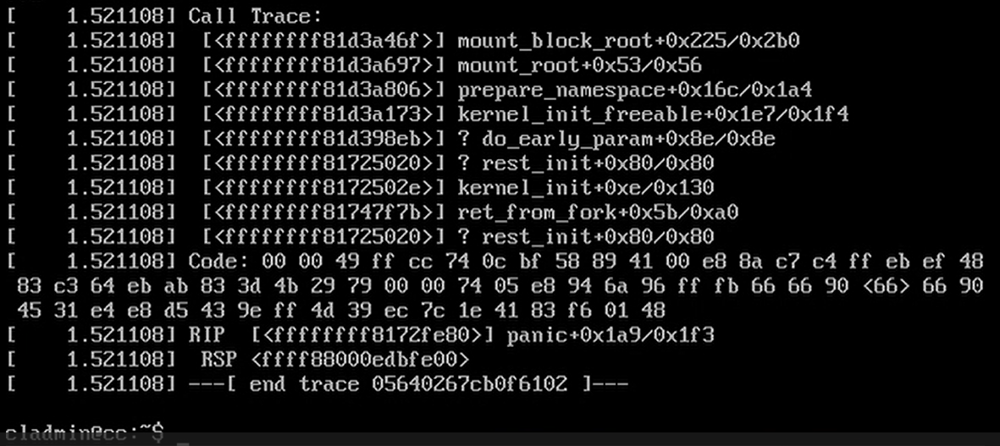 [    1.521108] Call Trace:
[    1.521108]  [<ffffffff81d3a46f>] mount_block_root+0x225/0x2b0
[    1.521108]  [<ffffffff81d3a697>] mount_root+0x53/0x56
[    1.521108]  [<ffffffff81d3a806>] prepare_namespace+0x16c/0x1a4
[    1.521108]  [<ffffffff81d3a173>] kernel_init_freeable+0x1e7/0x1f4
[    1.521108]  [<ffffffff81d398eb>] ? do_early_param+0x8e/0x8e
[    1.521108]  [<ffffffff81725020>] ? rest_init+0x80/0x80
[    1.521108]  [<ffffffff8172502e>] kernel_init+0xe/0x130
[    1.521108]  [<ffffffff81747f7b>] ret_from_fork+0x5b/0xa0
[    1.521108]  [<ffffffff81725020>] ? rest_init+0x80/0x80
[    1.521108] Code: 00 00 49 ff cc 74 0c bf 58 89 41 00 e8 8a c7 c4 ff eb ef 48
83 c3 64 eb ab 83 3d 4b 29 79 00 00 74 05 e8 94 6a 96 ff fb 66 66 90 <66> 66 90
45 31 e4 e8 d5 43 9e ff 4d 39 ec 7c 1e 41 83 f6 01 48
[    1.521108] RIP  [<ffffffff8172fe80>] panic+0x1a9/0x1f3
[    1.521108]  RSP <ffff88000edbfe00>
[    1.521108] ---[ end trace 05640267cb0f6102 ]---
cladmin@cc:~$ _